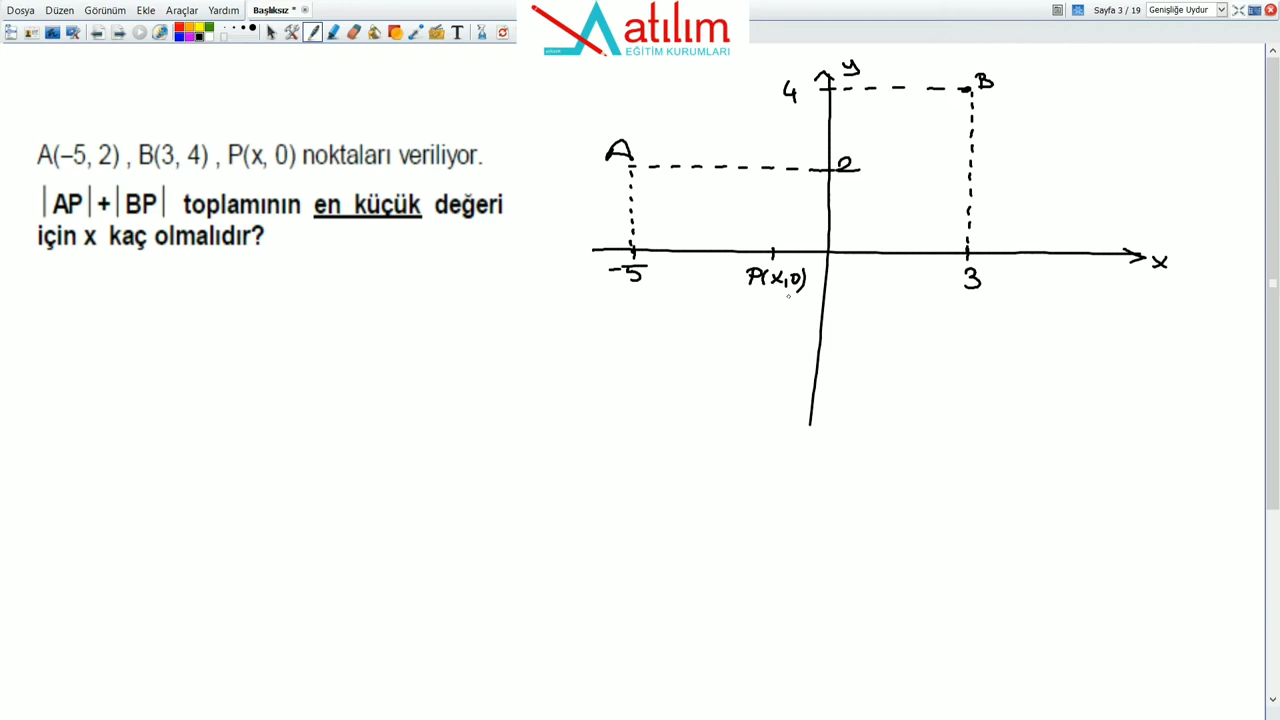 Dosya Düzen Görünüm Ekle Araçlar Yardım Başlıksız *
Sayfa 3 / 19 Genişliğe Uydur
atılım
EĞİTİM KURUMLARI
A(–5, 2) , B(3, 4) , P(x, 0) noktaları veriliyor.
|AP|+|BP| toplamının en küçük değeri
için x kaç olmalıdır?
y
4
B
A
2
-5
P(x,0)
3
x